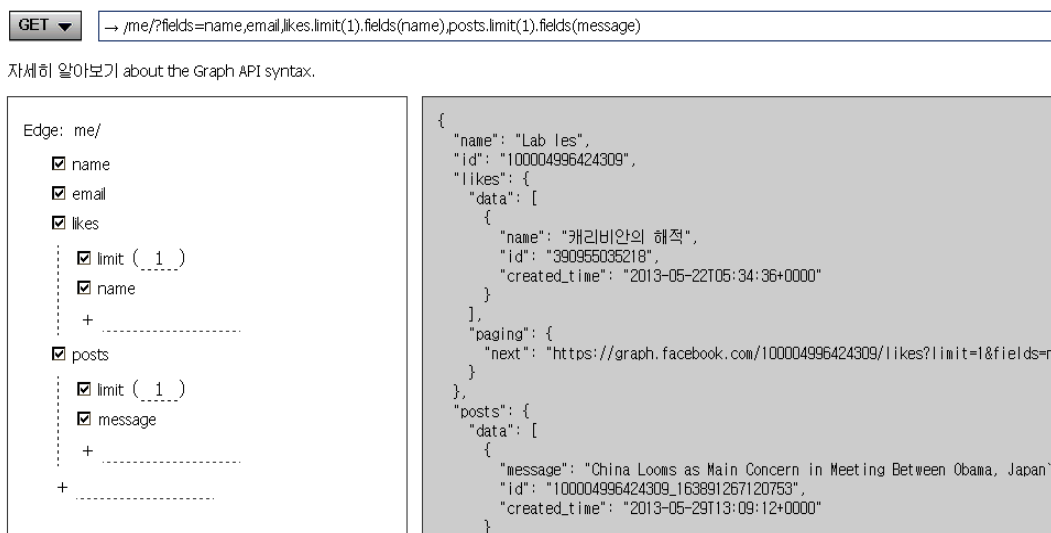 GET
→ /me/?fields=name,email,likes.limit(1).fields(name),posts.limit(1).fields(message)
자세히 알아보기 about the Graph API syntax.
Edge: me/
name
email
likes
limit ( 1 )
name
+
posts
limit ( 1 )
message
+
+
{
"name": "Lab Ies",
"id": "100004996424309",
"likes": {
"data": [
{
"name": "캐리비안의 해적",
"id": "390955035218",
"created_time": "2013-05-22T05:34:36+0000"
}
],
"paging": {
"next": "https://graph.facebook.com/100004996424309/likes?limit=1&fields=
}
},
"posts": {
"data": [
{
"message": "China Looms as Main Concern in Meeting Between Obama, Japan
"id": "100004996424309_163891267120753",
"created_time": "2013-05-29T13:09:12+0000"
}